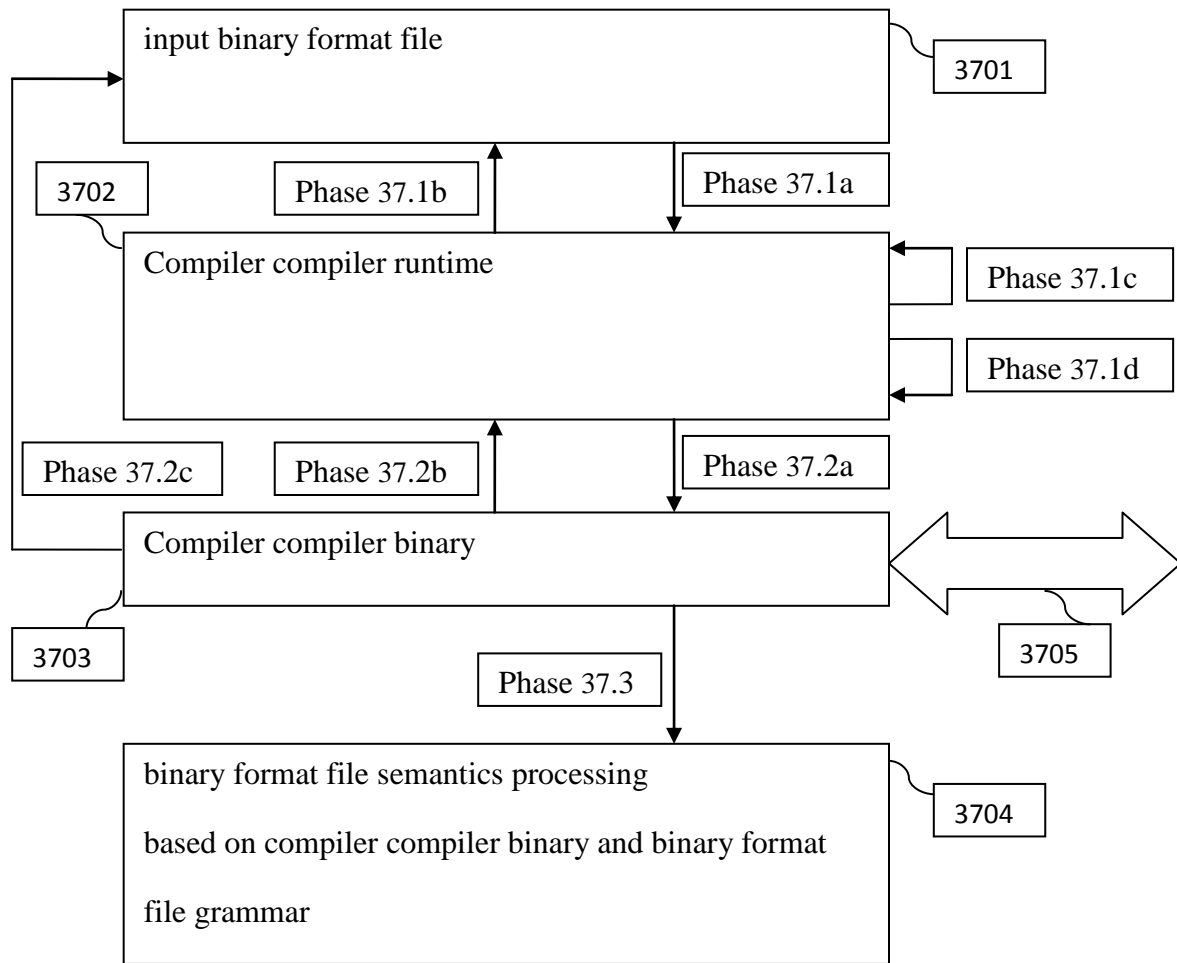 input binary format file
3701
3702
Phase 37.1b
Phase 37.1a
Compiler compiler runtime
Phase 37.1c
Phase 37.1d
Phase 37.2c
Phase 37.2b
Phase 37.2a
Compiler compiler binary
3703
3705
Phase 37.3
binary format file semantics processing
based on compiler compiler binary and binary format
file grammar
3704